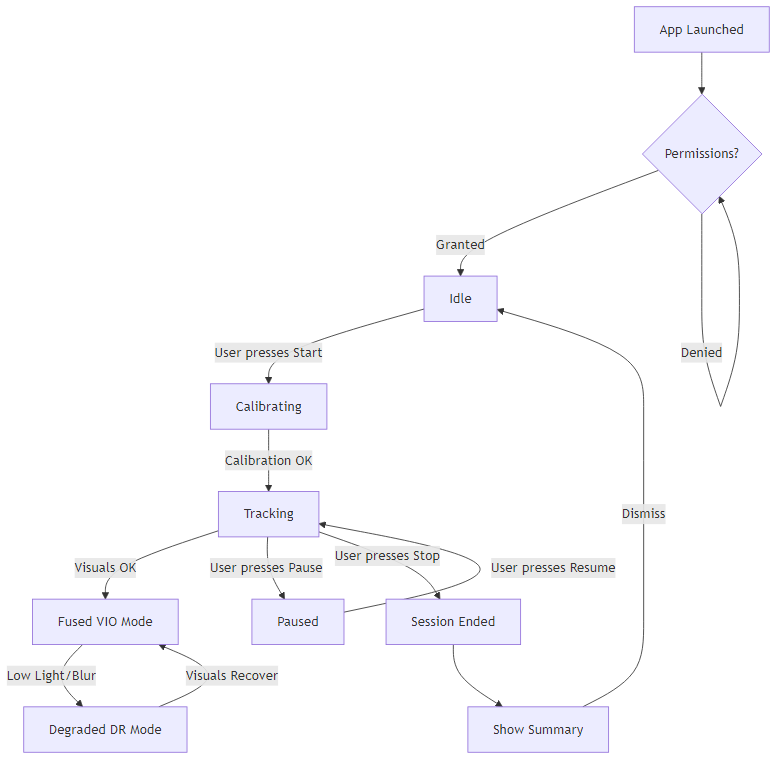 App Launched
Permissions?
Granted
Idle
User presses Start
Denied
Calibrating
Calibration OK
Tracking
Dismiss
Visuals OK
User presses Pause
User presses Stop
User presses Resume
Fused VIO Mode
Paused
Session Ended
Low Light/Blur
Visuals Recover
Degraded DR Mode
Show Summary